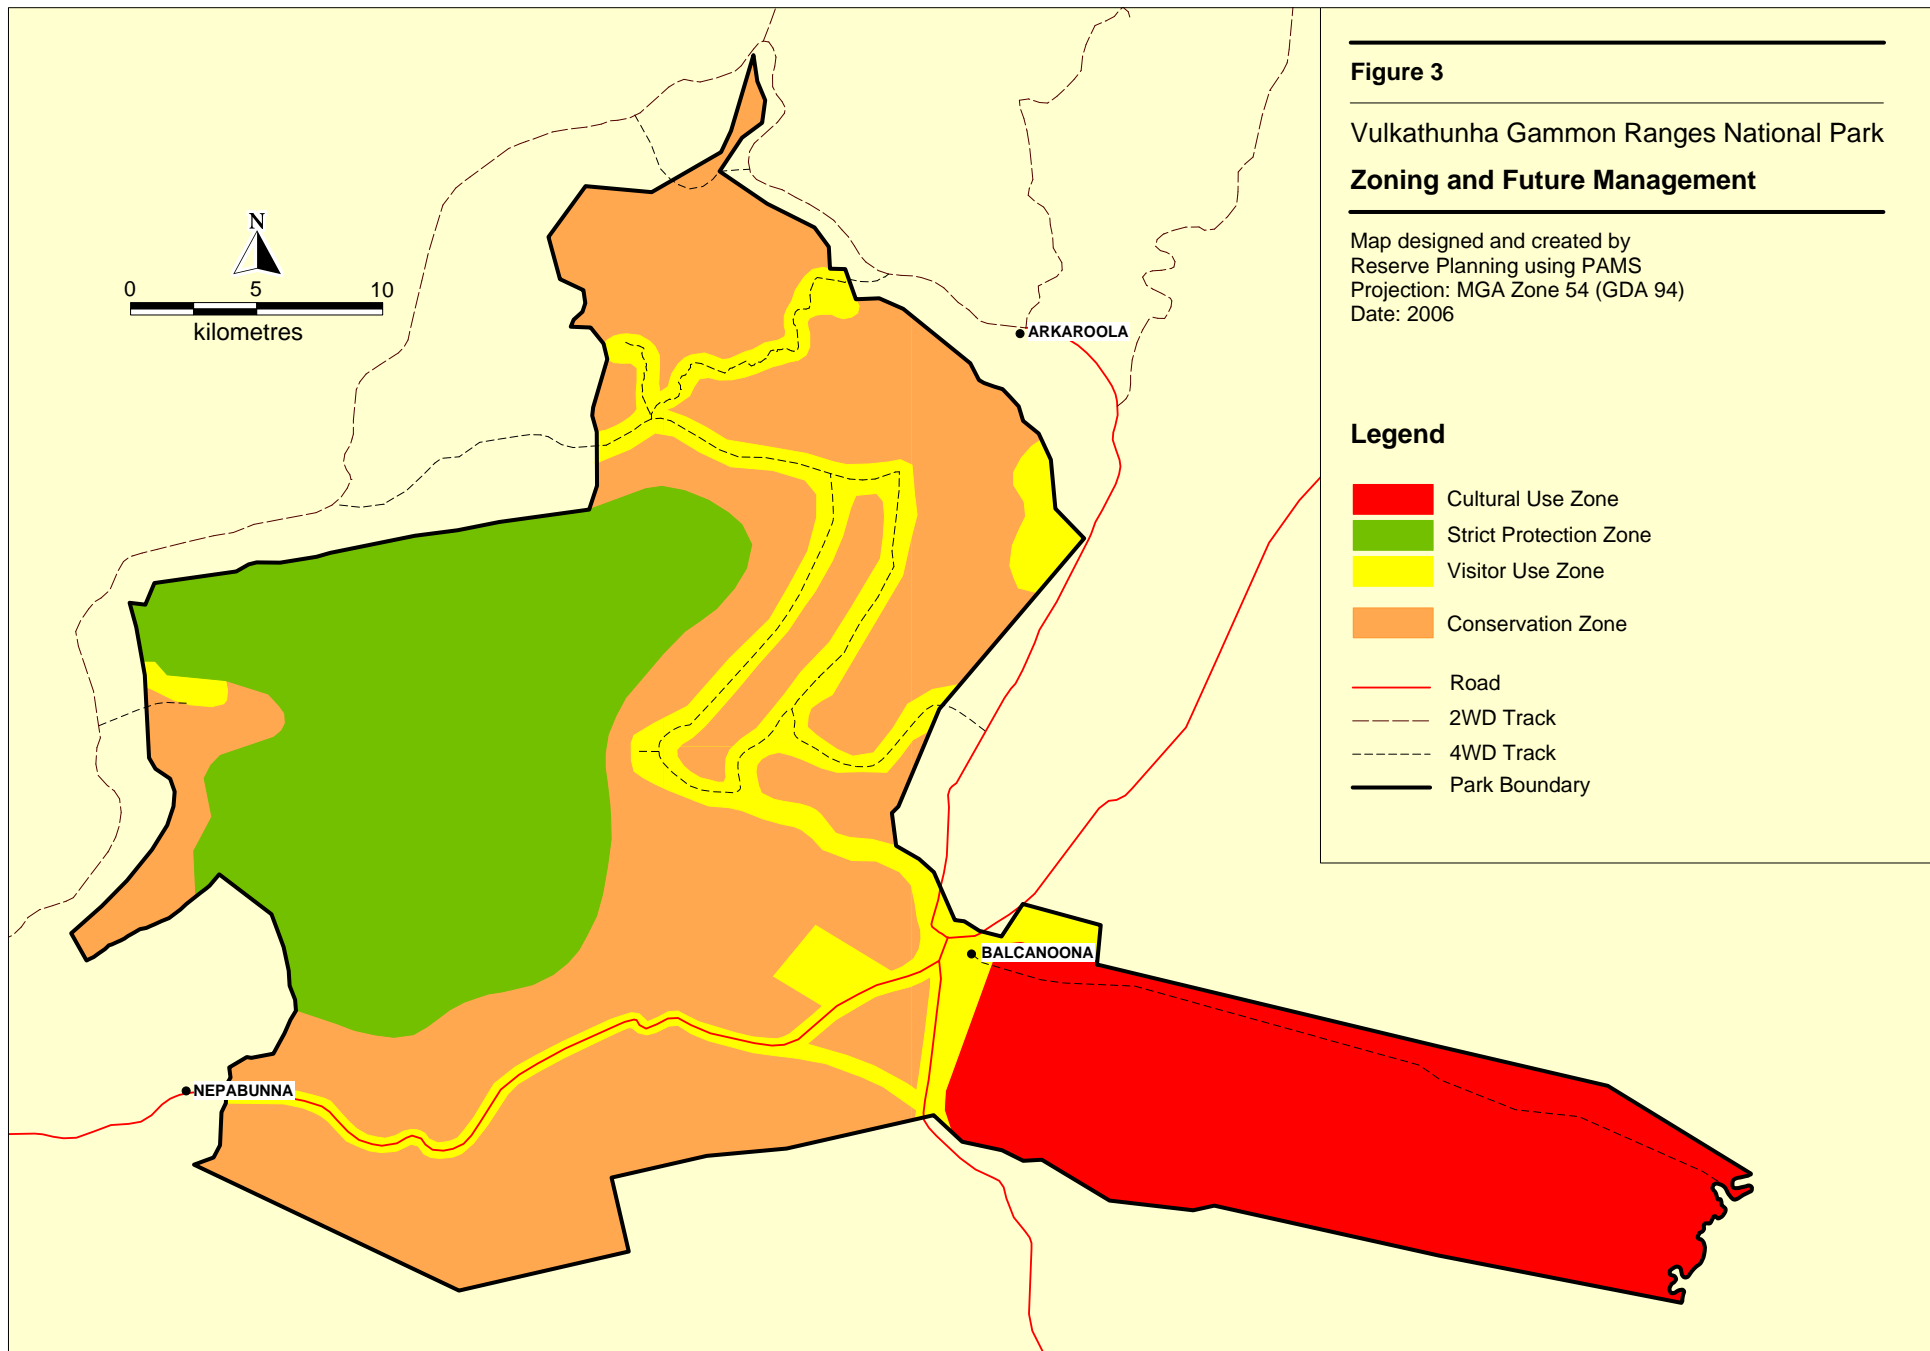 Figure 3
Vulkathunha Gammon Ranges National Park
Zoning and Future Management
Map designed and created by
Reserve Planning using PAMS
Projection: MGA Zone 54 (GDA 94)
Date: 2006
N
0 5 10
kilometres
ARKAROOLA
Legend
Cultural Use Zone
Strict Protection Zone
Visitor Use Zone
Conservation Zone
Road
2WD Track
4WD Track
Park Boundary
BALCANOONA
NEPABUNNA